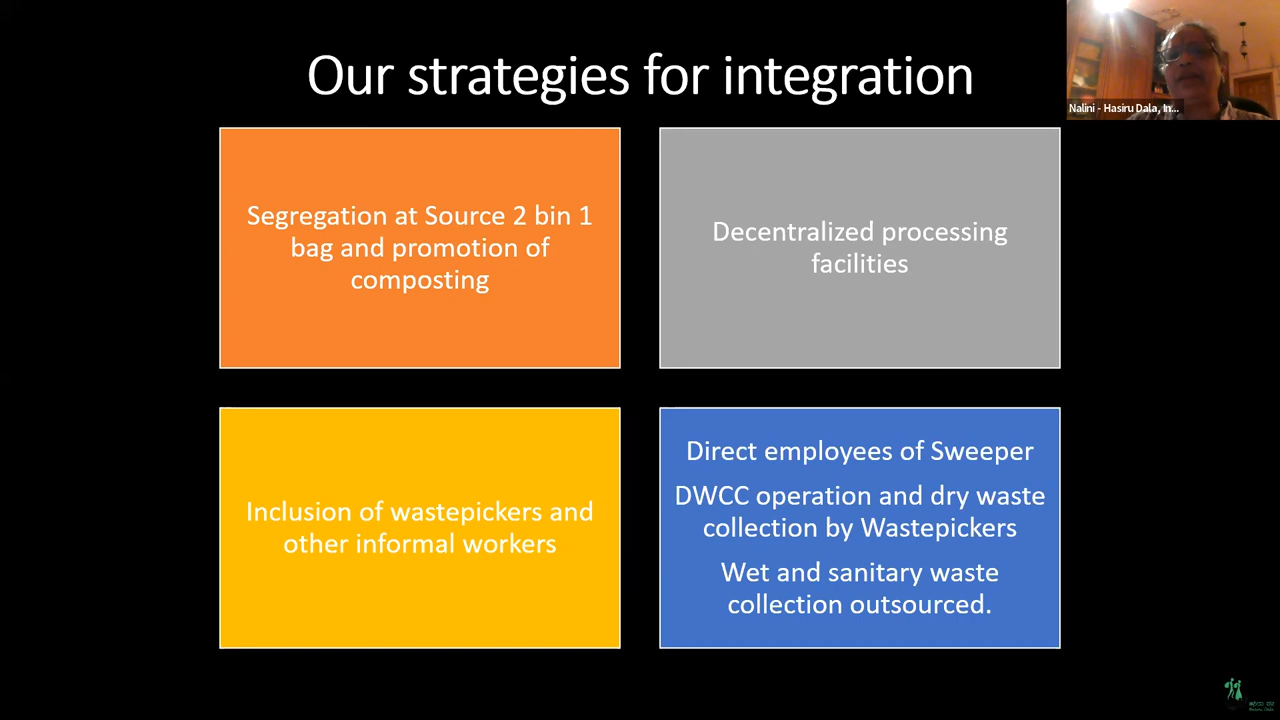 Our strategies for integration
Nalini - Hasiru Dala, In...
Segregation at Source 2 bin 1
bag and promotion of
composting
Decentralized processing
facilities
Inclusion of wastepickers and
other informal workers
Direct employees of Sweeper
DWCC operation and dry waste
collection by Wastepickers
Wet and sanitary waste
collection outsourced.
Hasiru Dala